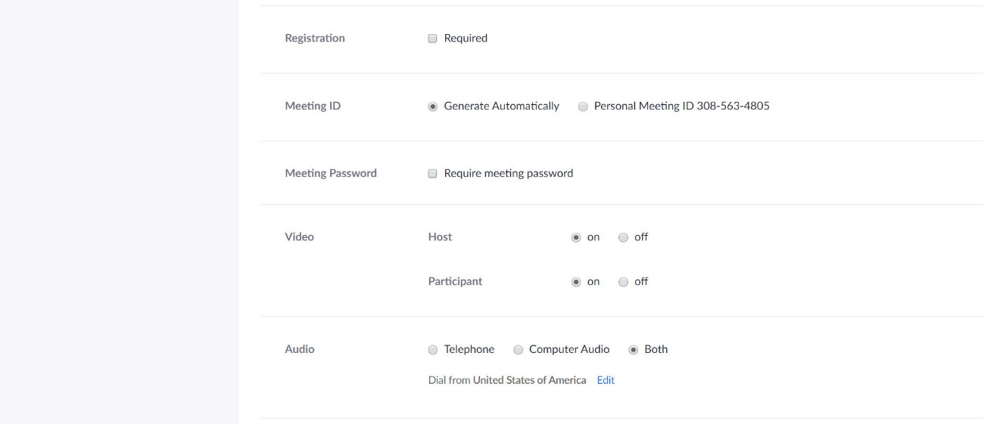 Registration Required
Meeting ID Generate Automatically Personal Meeting ID 308-563-4805
Meeting Password Require meeting password
Video Host on off
Participant on off
Audio Telephone Computer Audio Both
Dial from United States of America Edit